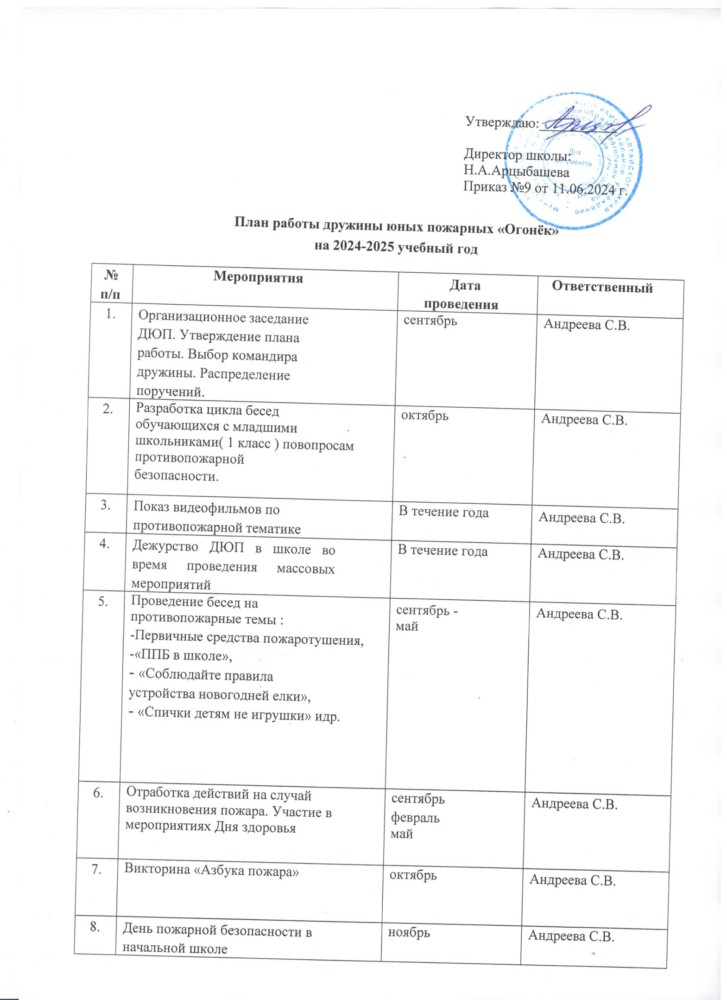 Утверждаю:
Директор школы:
Н.А.Арцыбашева
Приказ №9 от 11.06.2024 г.
Для
документов
План работы дружины юных пожарных «Огонёк»
на 2024-2025 учебный год
№
п/п
Мероприятия
Дата
проведения
Ответственный
1.
Организационное заседание
ДЮП. Утверждение плана
работы. Выбор командира
дружины. Распределение
поручений.
сентябрь
Андреева С.В.
2.
Разработка цикла бесед
обучающихся с младшими
школьниками( 1 класс ) повопросам
противопожарной
безопасности.
октябрь
Андреева С.В.
3.
Показ видеофильмов по
противопожарной тематике
В течение года
Андреева С.В.
4.
Дежурство ДЮП в школе во
время проведения массовых
мероприятий
В течение года
Андреева С.В.
5.
Проведение бесед на
противопожарные темы :
-Первичные средства пожаротушения,
-«ППБ в школе»,
- «Соблюдайте правила
устройства новогодней елки»,
- «Спички детям не игрушки» идр.
сентябрь -
май
Андреева С.В.
6.
Отработка действий на случай
возникновения пожара. Участие в
мероприятиях Дня здоровья
сентябрь
февраль
май
Андреева С.В.
7.
Викторина «Азбука пожара»
октябрь
Андреева С.В.
8.
День пожарной безопасности в
начальной школе
ноябрь
Андреева С.В.